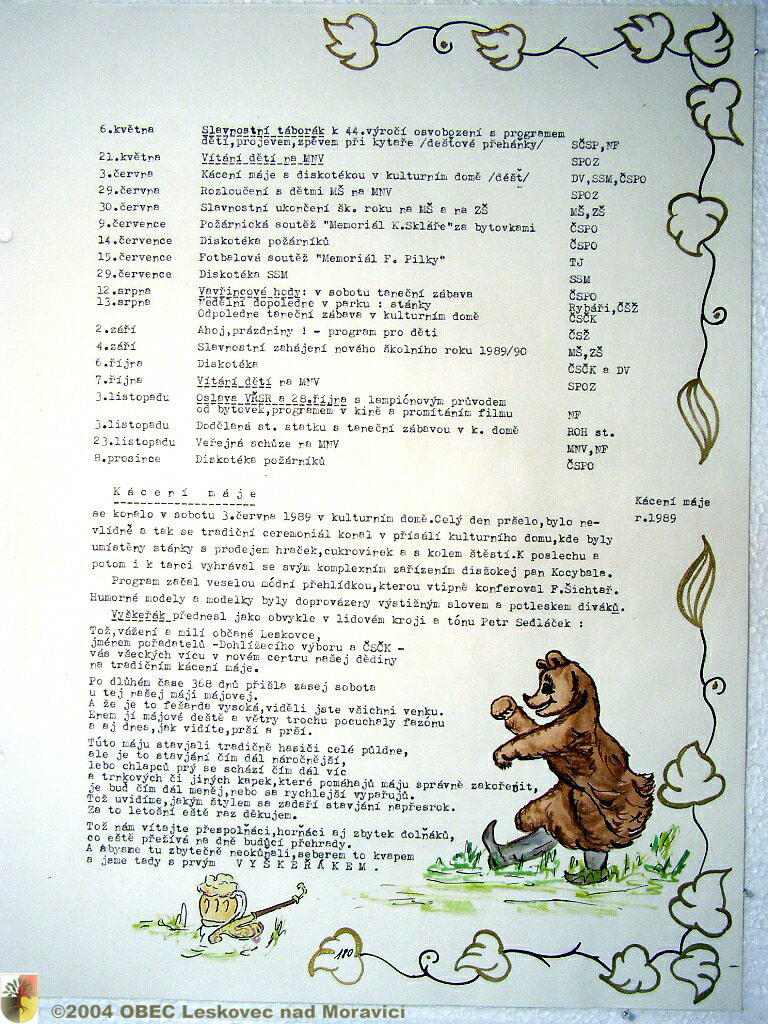 6.května Slavnostní táborák k 44.výročí osvobození s programem
dětí,projevem,zpěvem při kytaře /dešťové přehánky/ SČSP,NF
21.května Vítání dětí na MNV SPOZ
3.června Kácení máje s diskotékou v kulturním domě /déšť/ DV,SSM,ČSPO
29.června Rozloučení s dětmi MŠ na MNV SPOZ
30.června Slavnostní ukončení šk. roku na MŠ a na ZŠ MŠ,ZŠ
9.července Požárnická soutěž "Memoriál K.Skláře"za bytovkami ČSPO
14.července Diskotéka požárníků ČSPO
15.července Fotbalová soutěž "Memoriál F. Pilky" TJ
29.července Diskotéka SSM SSM
12.srpna Vavřincové hody: v sobotu taneční zábava ČSPO
13.srpna Nedělní dopoledne v parku : stánky Rybáři,ČSŽ
Odpoledne taneční zábava v kulturním domě ČSČK
2.září Ahoj,prázdniny ! - program pro děti ČSŽ
4.září Slavnostní zahájení nového školního roku 1989/90 MŠ,ZŠ
6.října Diskotéka ČSČK a DV
7.října Vítání dětí na MNV SPOZ
3.listopadu Oslava VŘSR a 28.října s lampiónovým průvodem
od bytovek,programem v kině a promítáním filmu NF
3.listopadu Dodělaná st. statku s taneční zábavou v k. domě ROH st.
23.listopadu Veřejná schůze na MNV MNV,NF
8.prosince Diskotéka požárníků ČSPO
K á c e n í m á j e
Kácení máje
r.1989
se konalo v sobotu 3.června 1989 v kulturním domě.Celý den pršelo,bylo ne-
vlídně a tak se tradiční ceremoniál konal v přísálí kulturního domu,kde byly
umístěny stánky s prodejem hraček,cukrovinek a s kolem štěstí.K poslechu a
potom i k tanci vyhrával se svým komplexním zařízením diskžokej pan Kocybala.
Program začal veselou módní přehlídkou,kterou vtipně konferoval F.Šichtař.
Humorné modely a modelky byly doprovázeny výstižným slovem a potleskem diváků.
Vyškeřák přednesl jako obvykle v lidovém kroji a tónu Petr Sedláček :
Tož,vážení a milí občané Leskovce,
jménem pořadatelů -Dohlížecího výboru a ČSČK -
vás všeckých vícu v novém centru našej dědiny
na tradičním kácení máje.
Po dlúhém čase 368 dnů přišla zasej sobota
u tej našej máji májovej.
A že je to fešanda vysoká,viděli jste všichni venku.
Enem jí májové deště a větry trochu pocuchaly fazónu
a aj dnes,jak vidíte,prší a prší.
Túto máju stavjali tradičně hasiči celé půldne,
ale je to stavjání čím dál náročnější,
lebo chlapců prý se schází čím dál víc
a trnkových či jiných kapek,které pomáhajů máju správně zakořenit,
je buď čím dál menej,nebo sa rychlejší vypařujů.
Tož uvidíme,jakým štylem sa zadaří stavjání napřesrok.
Za to letošní eště raz děkujem.
Tož nám vítajte přespolňáci,horňáci aj zbytek dolňáků,
co eště přežívá na dně budúcí přehrady.
A abysme tu zbytečně neokúňali,seberem to kvapem
a jsme tady s prvým V Y Š K E Ř Á K E M .
180
©2004 OBEC Leskovec nad Moravicí